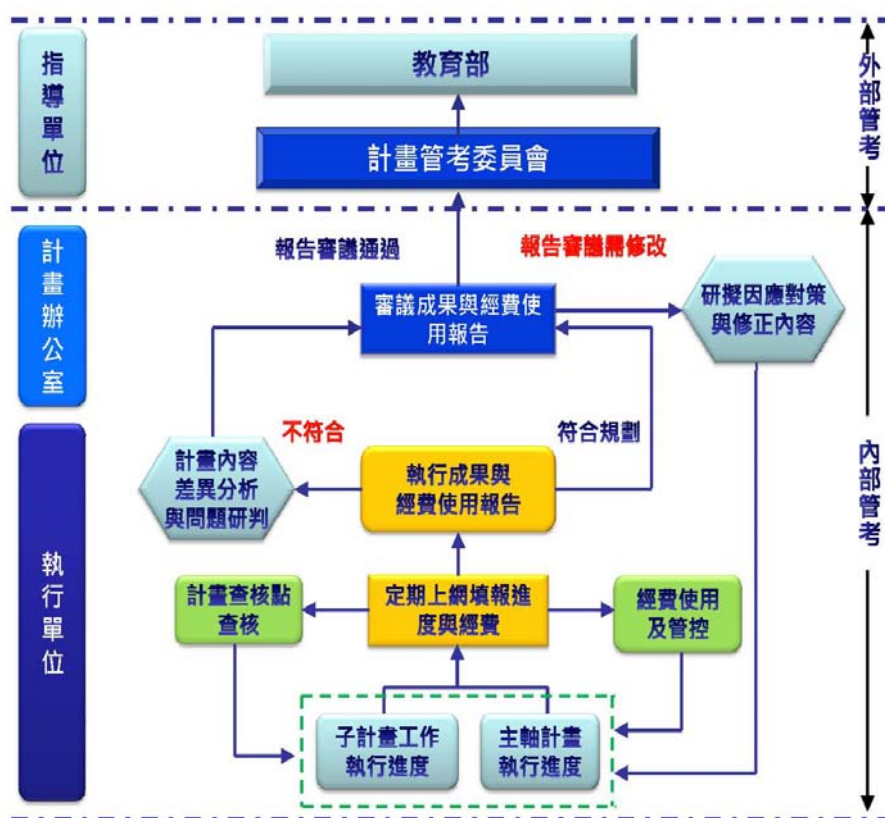 指導單位
教育部
計畫管考委員會
外部管考
計畫辦公室
報告審議通過
報告審議需修改
審議成果與經費使
用報告
研擬因應對策
與修正內容
執行單位
不符合
符合規劃
計畫內容
差異分析
與問題研判
執行成果與
經費使用報告
內部管考
計畫查核點
查核
定期上網填報進
度與經費
經費使用
及管控
子計畫工作
執行進度
主軸計畫
執行進度